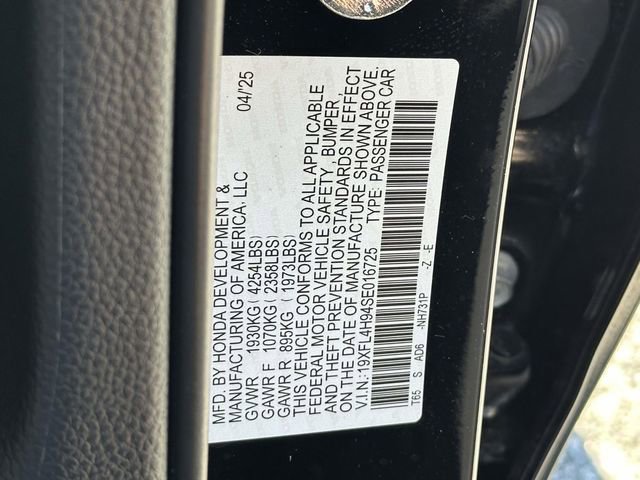 MFD. BY HONDA DEVELOPMENT &
MANUFACTURING OF AMERICA, LLC 04/'25
GVWR 1930KG ( 4254LBS)
GAWR F 1070KG ( 2358LBS)
GAWR R 895KG ( 1973LBS)
THIS VEHICLE CONFORMS TO ALL APPLICABLE
FEDERAL MOTOR VEHICLE SAFETY , BUMPER ,
AND THEFT PREVENTION STANDARDS IN EFFECT
ON THE DATE OF MANUFACTURE SHOWN ABOVE.
V.I.N.:19XFL4H94SE016725 TYPE: PASSENGER CAR
T65 S AD6 -NH731P -Z -E